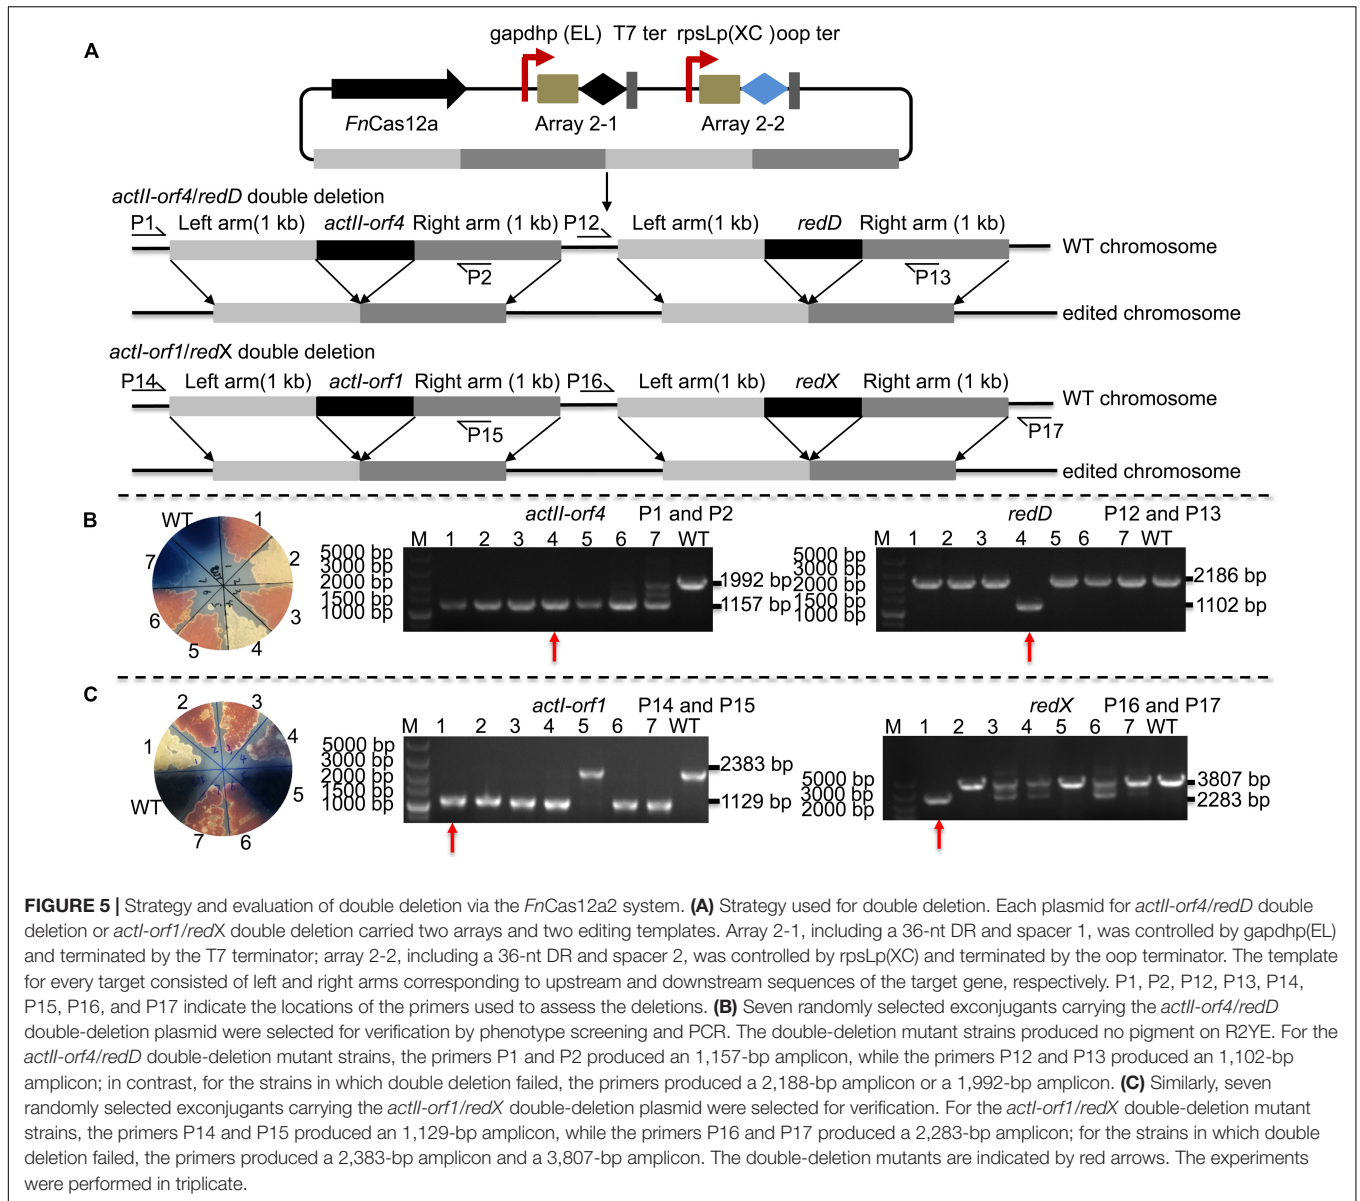 A
gapdhp (EL) T7 ter rpsLp(XC )oop ter
FnCas12a Array 2-1 Array 2-2
actII-orf4/redD double deletion
P1 Left arm(1 kb) actII-orf4 Right arm (1 kb) P12 Left arm(1 kb) redD Right arm (1 kb)
WT chromosome
P2 P13
edited chromosome
actI-orf1/redX double deletion
P14 Left arm(1 kb) actI-orf1 Right arm (1 kb) P16 Left arm(1 kb) redX Right arm (1 kb)
WT chromosome
P15 P17
edited chromosome
B
WT 1 2 3 4 5 6 7
actII-orf4 P1 and P2
M 1 2 3 4 5 6 7 WT
5000 bp
3000 bp
2000 bp
1500 bp
1000 bp
1992 bp
1157 bp
redD P12 and P13
M 1 2 3 4 5 6 7 WT
5000 bp
3000 bp
2000 bp
1500 bp
1000 bp
2186 bp
1102 bp
C
1 2 3 4 5 6 7 WT
actI-orf1 P14 and P15
M 1 2 3 4 5 6 7 WT
5000 bp
3000 bp
2000 bp
1500 bp
1000 bp
2383 bp
1129 bp
redX P16 and P17
M 1 2 3 4 5 6 7 WT
5000 bp
3000 bp
2000 bp
3807 bp
2283 bp
FIGURE 5 | Strategy and evaluation of double deletion via the FnCas12a2 system. (A) Strategy used for double deletion. Each plasmid for actII-orf4/redD double
deletion or actI-orf1/redX double deletion carried two arrays and two editing templates. Array 2-1, including a 36-nt DR and spacer 1, was controlled by gapdhp(EL)
and terminated by the T7 terminator; array 2-2, including a 36-nt DR and spacer 2, was controlled by rpsLp(XC) and terminated by the oop terminator. The template
for every target consisted of left and right arms corresponding to upstream and downstream sequences of the target gene, respectively. P1, P2, P12, P13, P14,
P15, P16, and P17 indicate the locations of the primers used to assess the deletions. (B) Seven randomly selected exconjugants carrying the actII-orf4/redD
double-deletion plasmid were selected for verification by phenotype screening and PCR. The double-deletion mutant strains produced no pigment on R2YE. For the
actII-orf4/redD double-deletion mutant strains, the primers P1 and P2 produced an 1,157-bp amplicon, while the primers P12 and P13 produced an 1,102-bp
amplicon; in contrast, for the strains in which double deletion failed, the primers produced a 2,188-bp amplicon or a 1,992-bp amplicon. (C) Similarly, seven
randomly selected exconjugants carrying the actII-orf1/redX double-deletion plasmid were selected for verification. For the actI-orf1/redX double-deletion mutant
strains, the primers P14 and P15 produced an 1,129-bp amplicon, while the primers P16 and P17 produced a 2,283-bp amplicon; for the strains in which double
deletion failed, the primers produced a 2,383-bp amplicon and a 3,807-bp amplicon. The double-deletion mutants are indicated by red arrows. The experiments
were performed in triplicate.